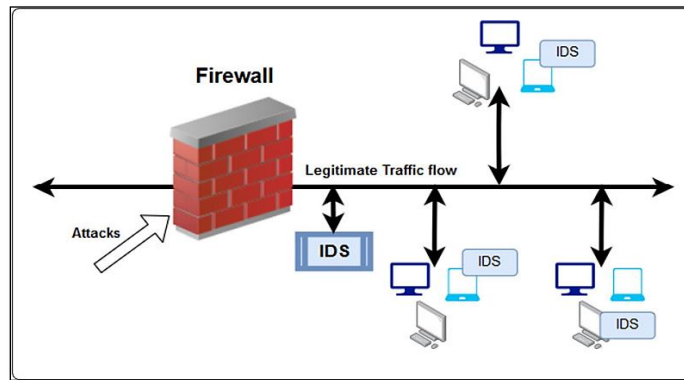 IDS
Firewall
Legitimate Traffic flow
Attacks
IDS
IDS
IDS